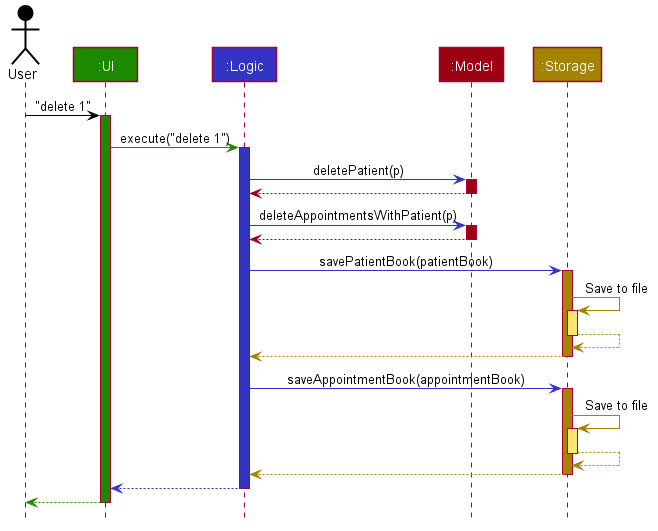 User
:UI
:Logic
:Model
:Storage
"delete 1"
execute("delete 1")
deletePatient(p)
deleteAppointmentsWithPatient(p)
savePatientBook(patientBook)
Save to file
saveAppointmentBook(appointmentBook)
Save to file